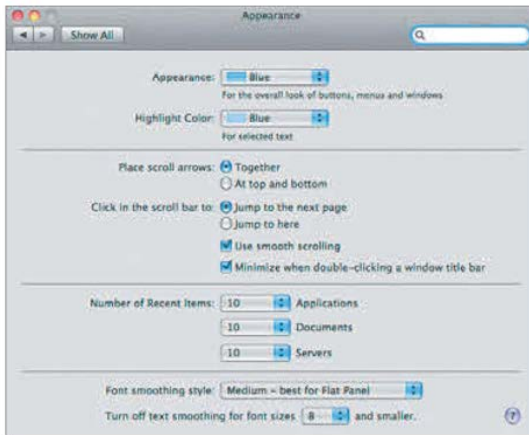 Appearance
Show All
Appearance: Blue
For the overall look of buttons, menus and windows
Highlight Color: Blue
For selected text
Place scroll arrows: Together
At top and bottom
Click in the scroll bar to: Jump to the next page
Jump to here
Use smooth scrolling
Minimize when double-clicking a window title bar
Number of Recent Items: 10 Applications
10 Documents
10 Servers
Font smoothing style: Medium - best for Flat Panel
Turn off text smoothing for font sizes 8 and smaller. ?